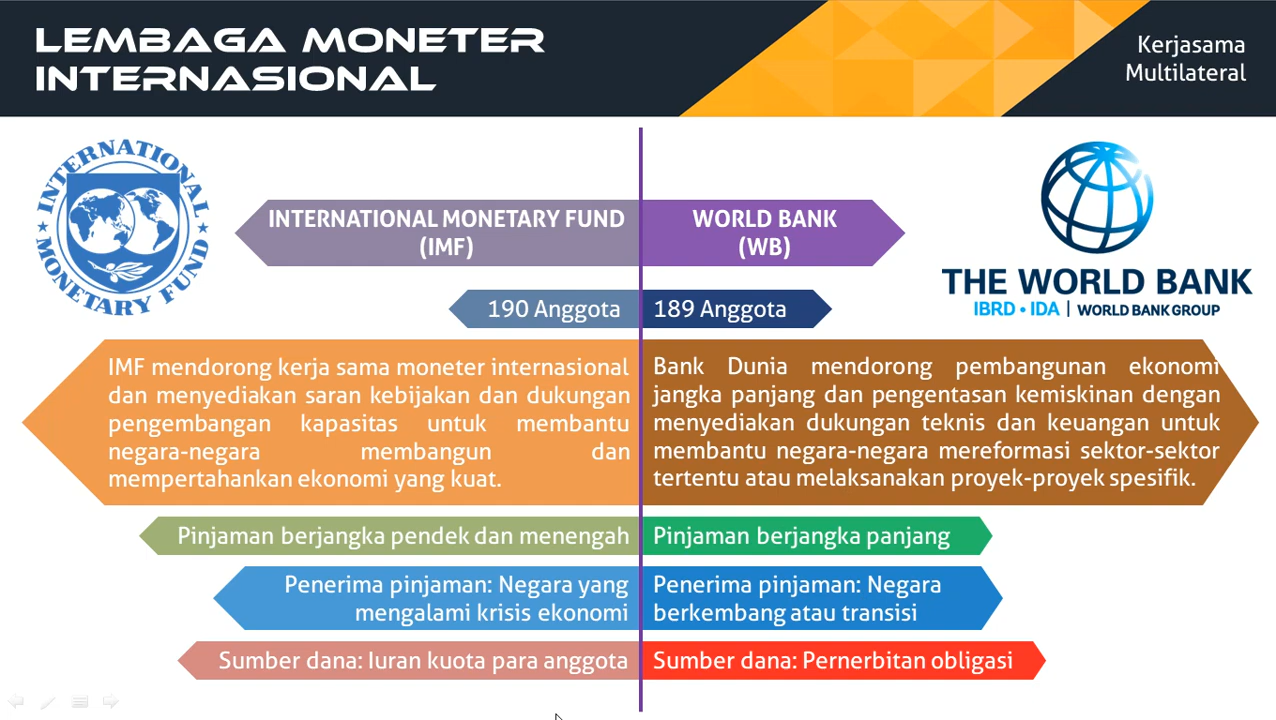 LEMBAGA MONETER
INTERNASIONAL
Kerjasama
Multilateral
INTERNATIONAL MONETARY FUND
INTERNATIONAL MONETARY FUND
(IMF)
WORLD BANK
(WB)
THE WORLD BANK
IBRD • IDA | WORLD BANK GROUP
190 Anggota
189 Anggota
IMF mendorong kerja sama moneter internasional
dan menyediakan saran kebijakan dan dukungan
pengembangan kapasitas untuk membantu
negara-negara membangun dan
mempertahankan ekonomi yang kuat.
Bank Dunia mendorong pembangunan ekonomi
jangka panjang dan pengentasan kemiskinan dengan
menyediakan dukungan teknis dan keuangan untuk
membantu negara-negara mereformasi sektor-sektor
tertentu atau melaksanakan proyek-proyek spesifik.
Pinjaman berjangka pendek dan menengah
Pinjaman berjangka panjang
Penerima pinjaman: Negara yang
mengalami krisis ekonomi
Penerima pinjaman: Negara
berkembang atau transisi
Sumber dana: Iuran kuota para anggota
Sumber dana: Pernerbitan obligasi